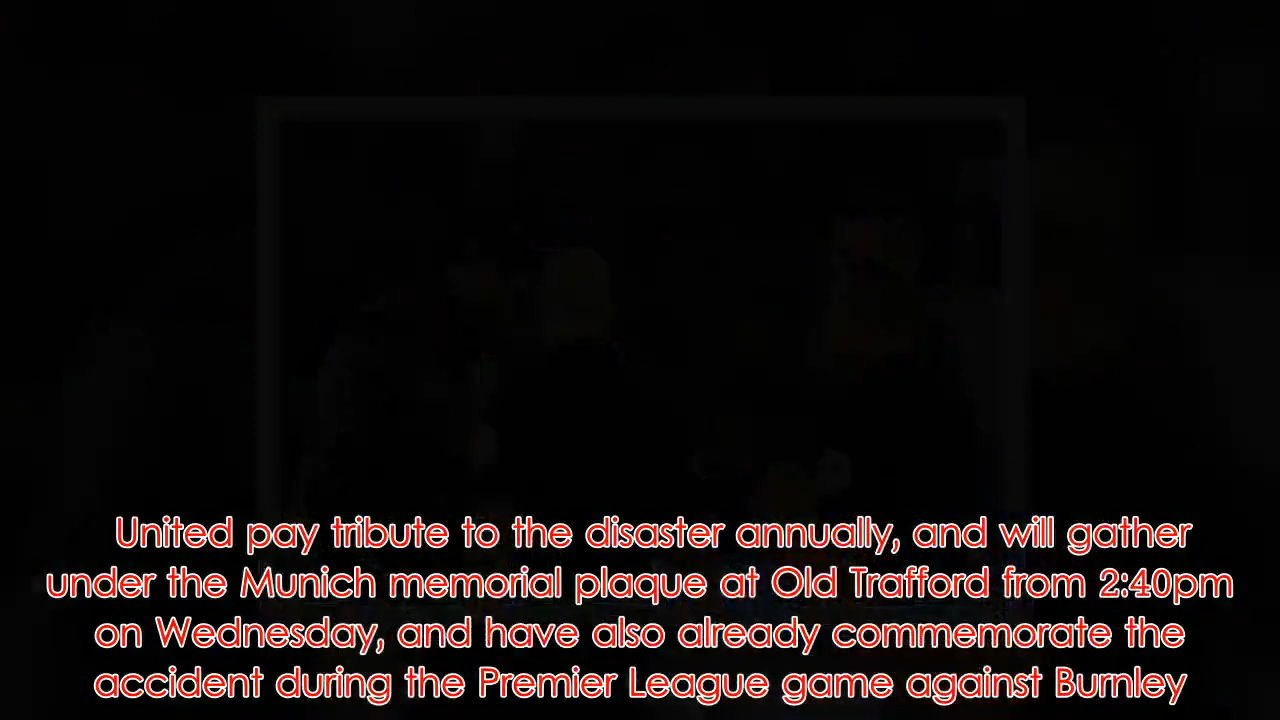 United pay tribute to the disaster annually, and will gather
under the Munich memorial plaque at Old Trafford from 2:40pm
on Wednesday, and have also already commemorate the
accident during the Premier League game against Burnley